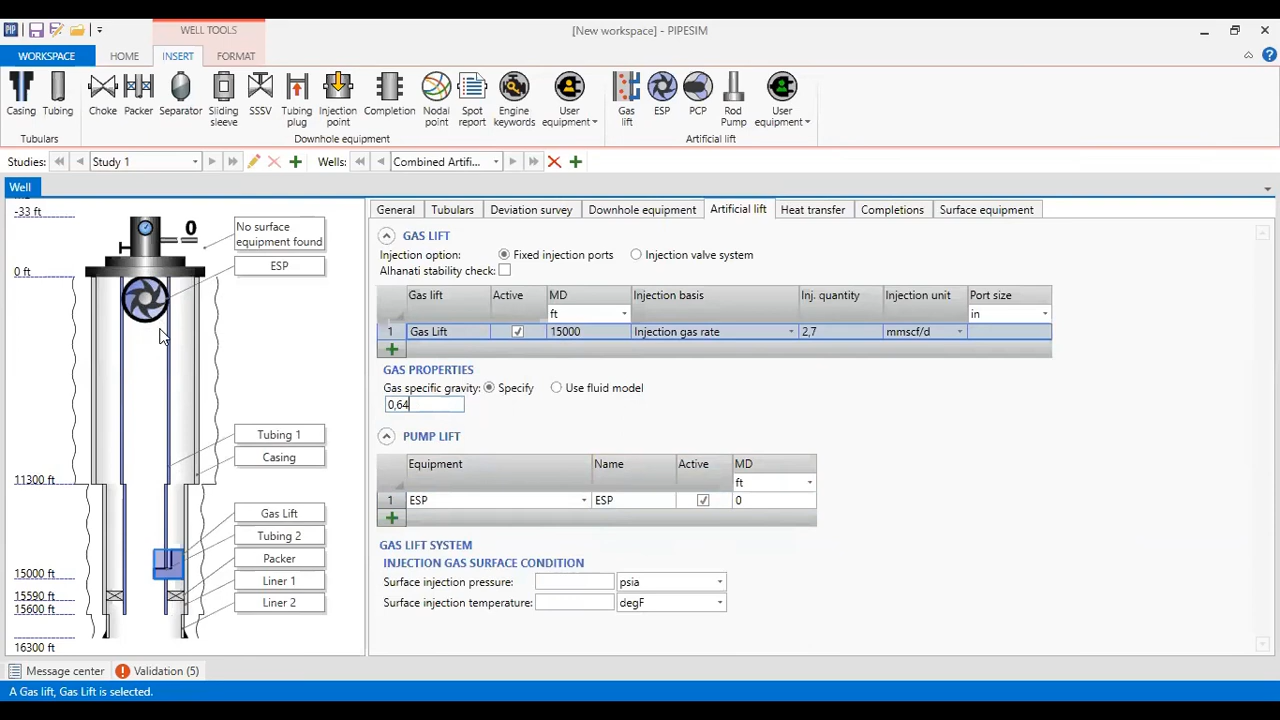 PIP
WELL TOOLS
[New workspace] - PIPESIM
WORKSPACE
HOME
INSERT
FORMAT
Casing
Tubing
Choke
Packer
Separator
Sliding sleeve
SSSV
Tubing plug
Injection point
Completion
Nodal point
Spot report
Engine keywords
User equipment
Gas lift
ESP
PCP
Rod Pump
User equipment
Tubulars
Downhole equipment
Artificial lift
Studies:
Study 1
Wells:
Combined Artifi...
Well
-33 ft
0
No surface equipment found
ESP
0 ft
Tubing 1
Casing
11300 ft
Gas Lift
Tubing 2
Packer
Liner 1
Liner 2
15000 ft
15590 ft
15600 ft
16300 ft
General
Tubulars
Deviation survey
Downhole equipment
Artificial lift
Heat transfer
Completions
Surface equipment
GAS LIFT
Injection option: Fixed injection ports Injection valve system
Alhanati stability check:
Gas lift Active MD Injection basis Inj. quantity Injection unit Port size
ft in
1 Gas Lift 15000 Injection gas rate 2,7 mmscf/d
GAS PROPERTIES
Gas specific gravity: Specify Use fluid model
0,64
PUMP LIFT
Equipment Name Active MD
ft
1 ESP ESP 0
GAS LIFT SYSTEM
INJECTION GAS SURFACE CONDITION
Surface injection pressure: psia
Surface injection temperature: degF
Message center
Validation (5)
A Gas lift, Gas Lift is selected.